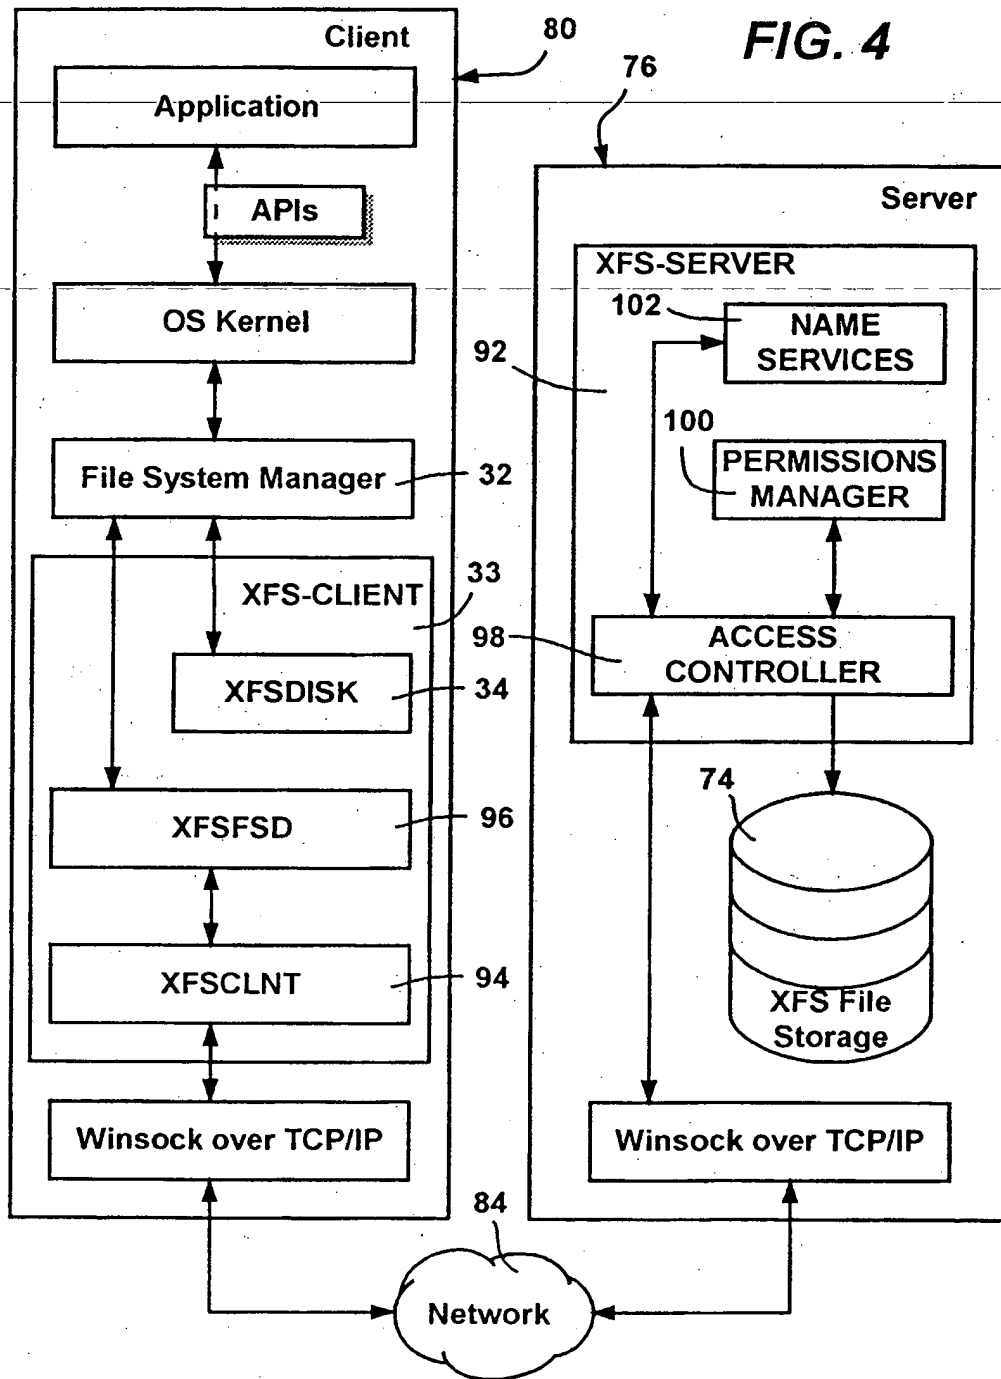 FIG. 4
Client
80
Application
APIs
OS Kernel
File System Manager
32
XFS-CLIENT
33
XFSDISK
34
XFSFSD
96
XFSCLNT
94
Winsock over TCP/IP
76
Server
XFS-SERVER
92
102
NAME
SERVICES
100
PERMISSIONS
MANAGER
98
ACCESS
CONTROLLER
74
XFS File
Storage
Winsock over TCP/IP
84
Network